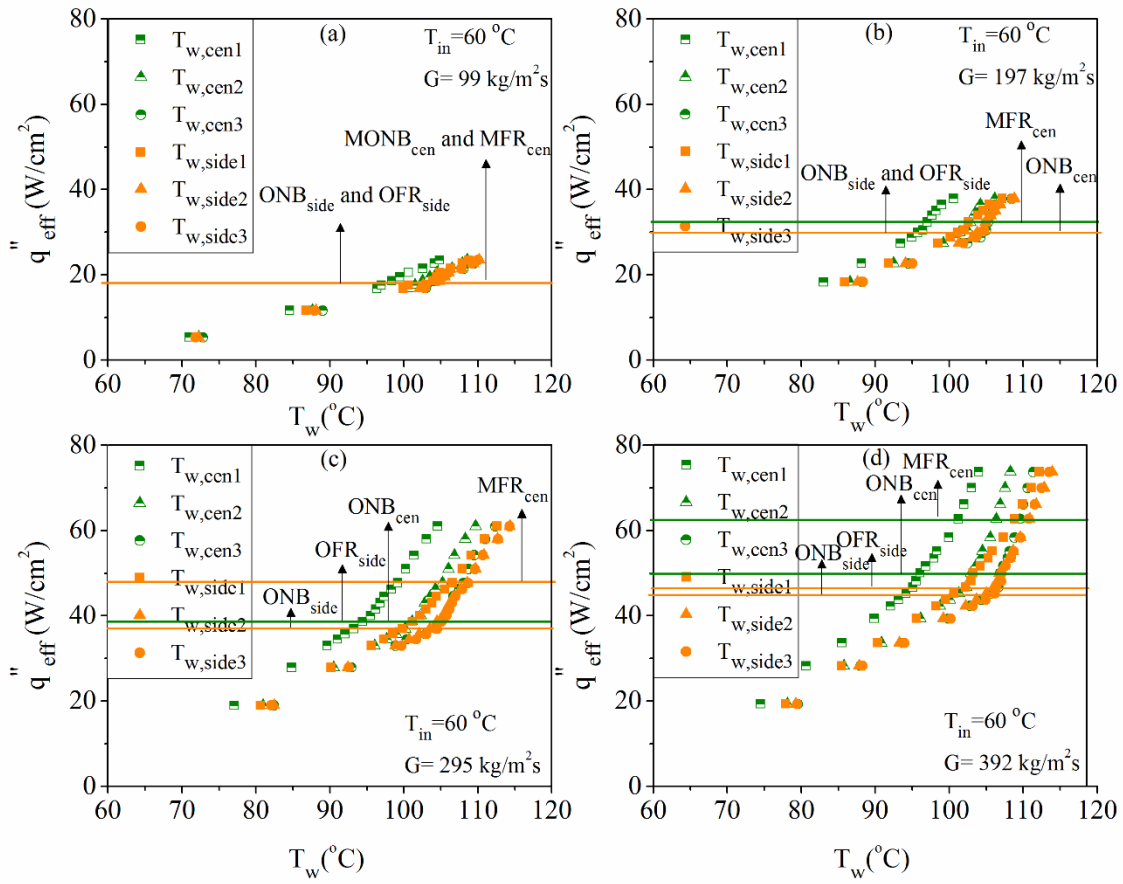 (a)
T_in=60 °C
G= 99 kg/m²s
T_w,cen1
T_w,cen2
T_w,cen3
T_w,side1
T_w,side2
T_w,side3
MONB_cen and MFR_cen
ONB_side and OFR_side
q''_eff (W/cm²)
80
60
40
20
0
60 70 80 90 100 110 120
T_w(°C)
(b)
T_in=60 °C
G= 197 kg/m²s
T_w,cen1
T_w,cen2
T_w,cen3
T_w,side1
T_w,side2
T_w,side3
MFR_cen
ONB_side and OFR_side
ONB_cen
q''_eff (W/cm²)
80
60
40
20
0
60 70 80 90 100 110 120
T_w(°C)
(c)
T_w,cen1
T_w,cen2
T_w,cen3
T_w,side1
T_w,side2
T_w,side3
MFR_cen
ONB_cen
OFR_side
ONB_side
T_in=60 °C
G= 295 kg/m²s
q''_eff (W/cm²)
80
60
40
20
0
60 70 80 90 100 110 120
T_w(°C)
(d)
T_w,cen1
T_w,cen2
T_w,cen3
T_w,side1
T_w,side2
T_w,side3
MFR_cen
ONB_cen
OFR_side
ONB_side
T_in=60 °C
G= 392 kg/m²s
q''_eff (W/cm²)
80
60
40
20
0
60 70 80 90 100 110 120
T_w(°C)